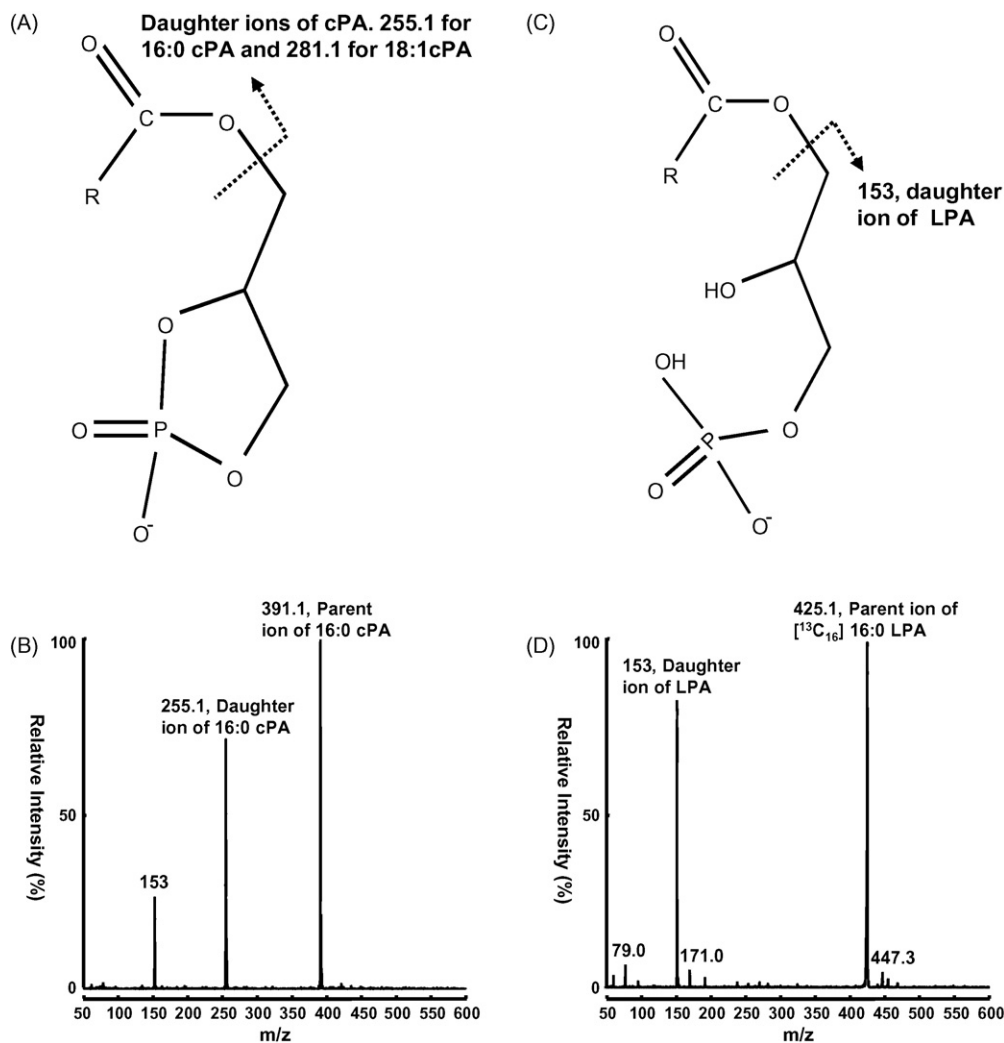 (A)
Daughter ions of cPA. 255.1 for
16:0 cPA and 281.1 for 18:1cPA
O
C
O
R
O
O
P
O
O⁻
(C)
O
C
O
R
153, daughter
ion of LPA
HO
OH
P
O
O
O⁻
(B)
391.1, Parent
ion of 16:0 cPA
255.1, Daughter
ion of 16:0 cPA
153
100
50
0
Relative Intensity (%)
50 100 150 200 250 300 350 400 450 500 550 600
m/z
(D)
425.1, Parent ion of
[¹³C₁₆] 16:0 LPA
153, Daughter
ion of LPA
79.0
171.0
447.3
100
50
0
Relative Intensity (%)
50 100 150 200 250 300 350 400 450 500 550 600
m/z